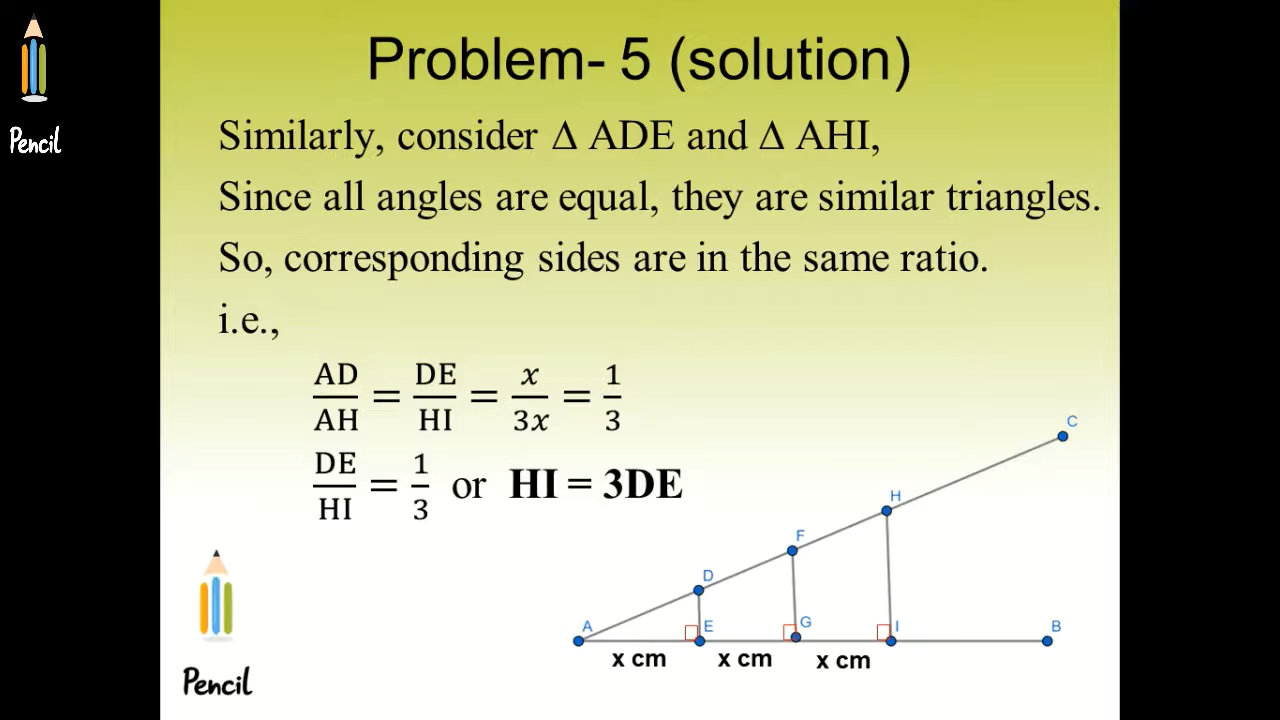 Pencil
Problem- 5 (solution)
Similarly, consider Δ ADE and Δ AHI,
Since all angles are equal, they are similar triangles.
So, corresponding sides are in the same ratio.
i.e.,
AD/AH = DE/HI = x/3x = 1/3
DE/HI = 1/3 or HI = 3DE
C
H
F
D
A E G I B
x cm x cm x cm
Pencil